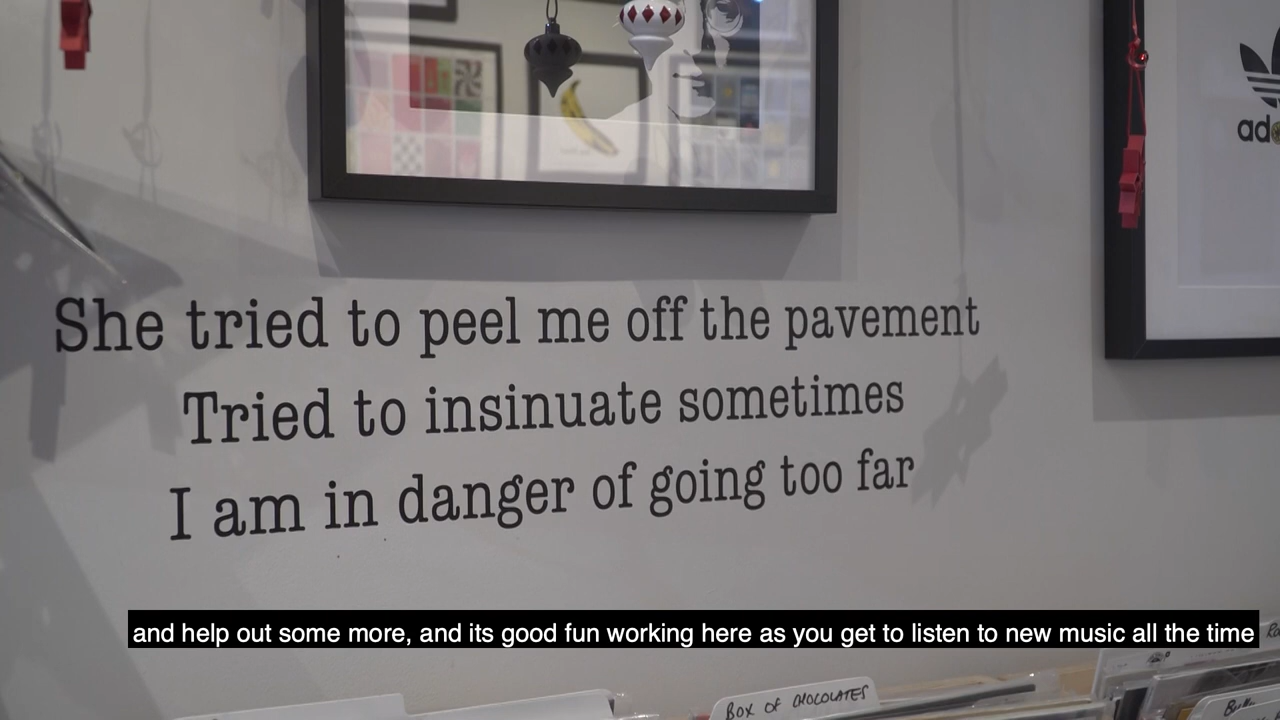 She tried to peel me off the pavement
Tried to insinuate sometimes
I am in danger of going too far
and help out some more, and its good fun working here as you get to listen to new music all the time
BOX OF CHOCOLATES